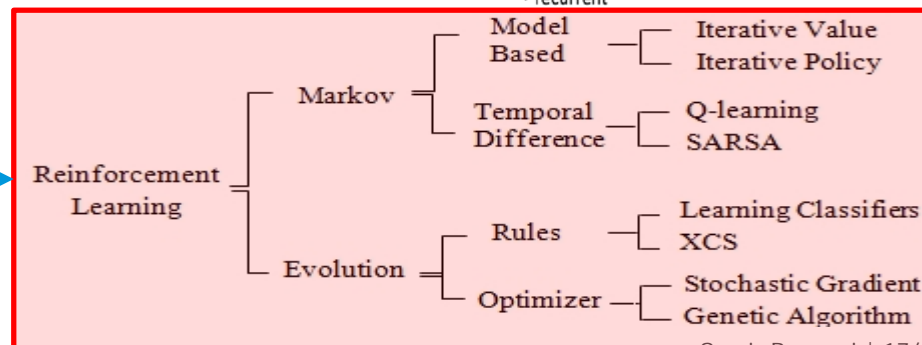 recurrent
Model
Based
Iterative Value
Iterative Policy
Markov
Temporal
Difference
Q-learning
SARSA
Reinforcement
Learning
Rules
Learning Classifiers
XCS
Evolution
Optimizer
Stochastic Gradient
Genetic Algorithm